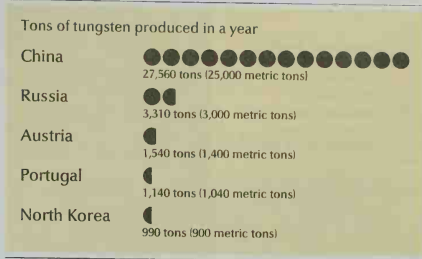 Tons of tungsten produced in a year
China
27,560 tons (25,000 metric tons)
Russia
3,310 tons (3,000 metric tons)
Austria
1,540 tons (1,400 metric tons)
Portugal
1,140 tons (1,040 metric tons)
North Korea
990 tons (900 metric tons)